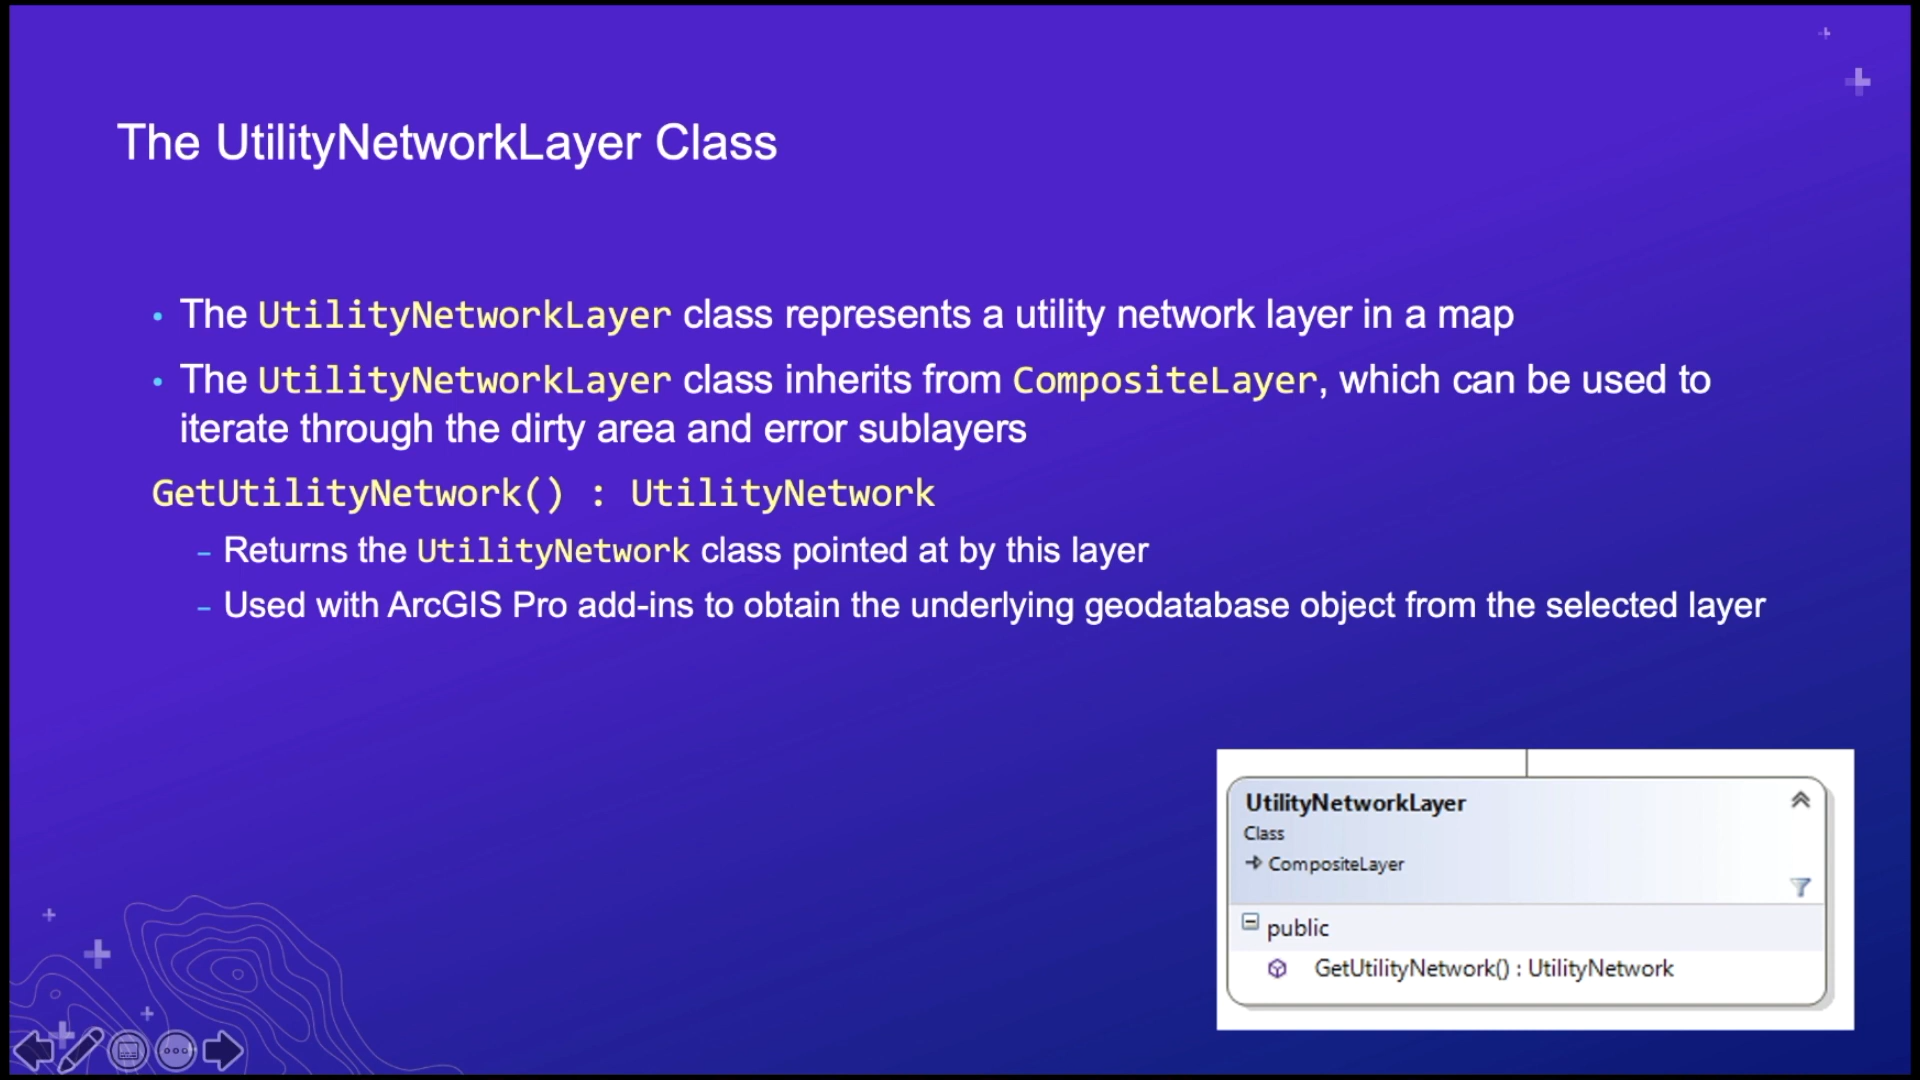 The UtilityNetworkLayer Class
• The UtilityNetworkLayer class represents a utility network layer in a map
• The UtilityNetworkLayer class inherits from CompositeLayer, which can be used to
iterate through the dirty area and error sublayers
GetUtilityNetwork() : UtilityNetwork
– Returns the UtilityNetwork class pointed at by this layer
– Used with ArcGIS Pro add-ins to obtain the underlying geodatabase object from the selected layer
UtilityNetworkLayer
Class
CompositeLayer
public
GetUtilityNetwork() : UtilityNetwork